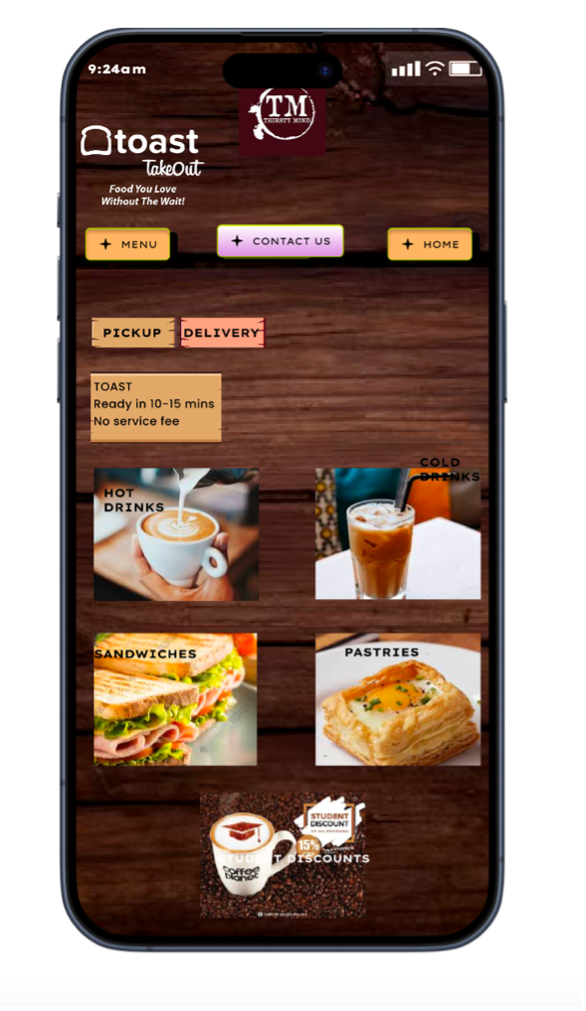 9:24am
TM
THIRSTY MIND
toast
TakeOut
Food You Love
Without The Wait!
MENU
CONTACT US
HOME
PICKUP
DELIVERY
TOAST
Ready in 10-15 mins
No service fee
HOT
DRINKS
COLD
DRINKS
SANDWICHES
PASTRIES
STUDENT
DISCOUNT
15%
STUDENT DISCOUNTS
coffee
planet